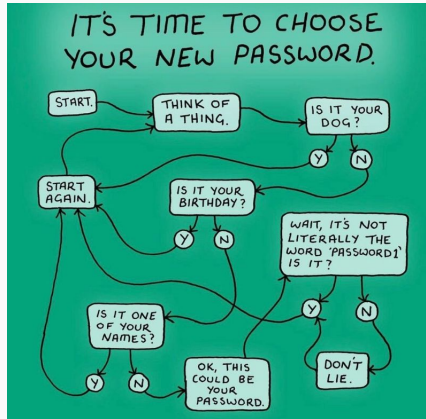 IT'S TIME TO CHOOSE
YOUR NEW PASSWORD.
START.
THINK OF
A THING.
IS IT YOUR
DOG?
Y
N
START
AGAIN.
IS IT YOUR
BIRTHDAY?
Y
N
WAIT, IT'S NOT
LITERALLY THE
WORD 'PASSWORD1'
IS IT?
Y
N
IS IT ONE
OF YOUR
NAMES?
Y
N
OK, THIS
COULD BE
YOUR
PASSWORD.
DON'T
LIE.